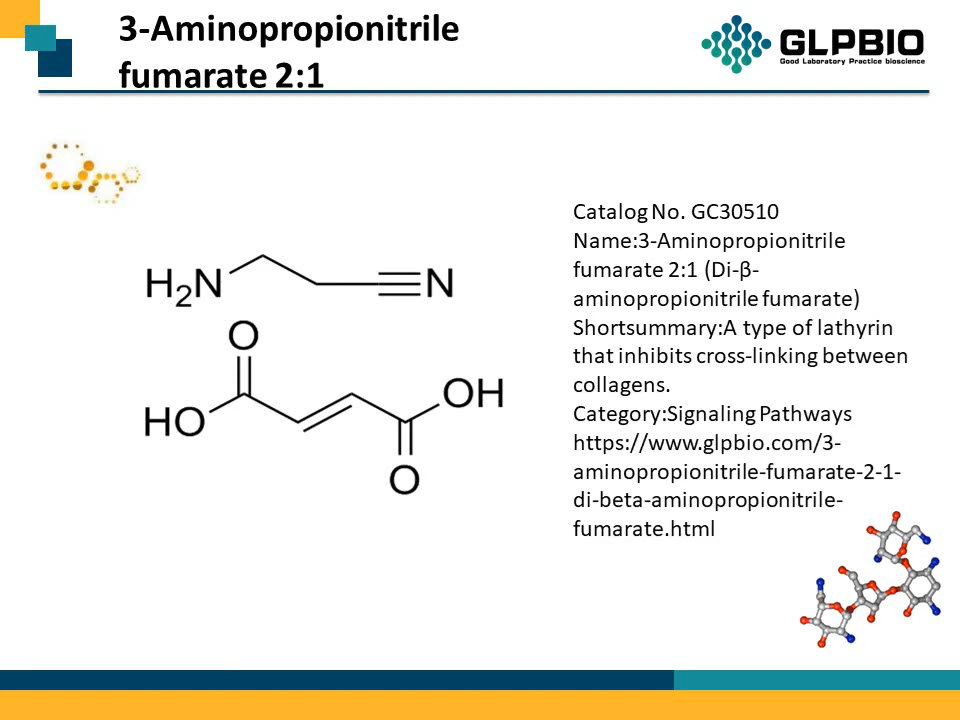 3-Aminopropionitrile
fumarate 2:1
GLPBIO
Good Laboratory Practice bioscience
H₂N
N
O
HO
OH
O
Catalog No. GC30510
Name:3-Aminopropionitrile
fumarate 2:1 (Di-β-
aminopropionitrile fumarate)
Shortsummary:A type of lathyrin
that inhibits cross-linking between
collagens.
Category:Signaling Pathways
https://www.glpbio.com/3-
aminopropionitrile-fumarate-2-1-
di-beta-aminopropionitrile-
fumarate.html